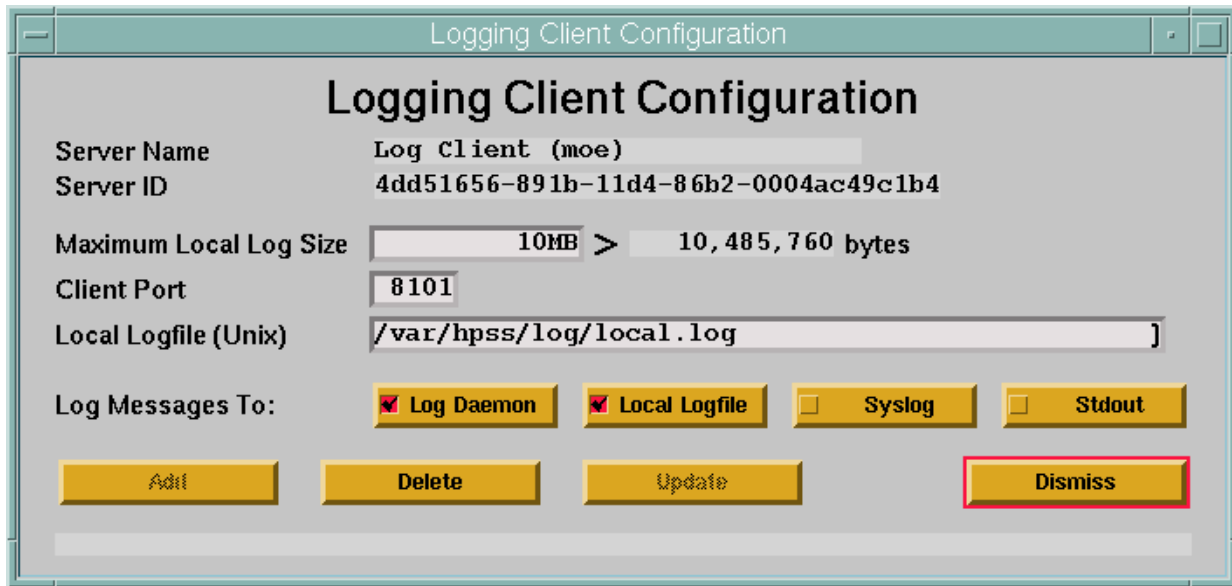 Logging Client Configuration
Logging Client Configuration
Server Name Log Client (moe)
Server ID 4dd51656-891b-11d4-86b2-0004ac49c1b4
Maximum Local Log Size 10MB > 10,485,760 bytes
Client Port 8101
Local Logfile (Unix) /var/hpss/log/local.log ]
Log Messages To: Log Daemon Local Logfile Syslog Stdout
Add Delete Update Dismiss